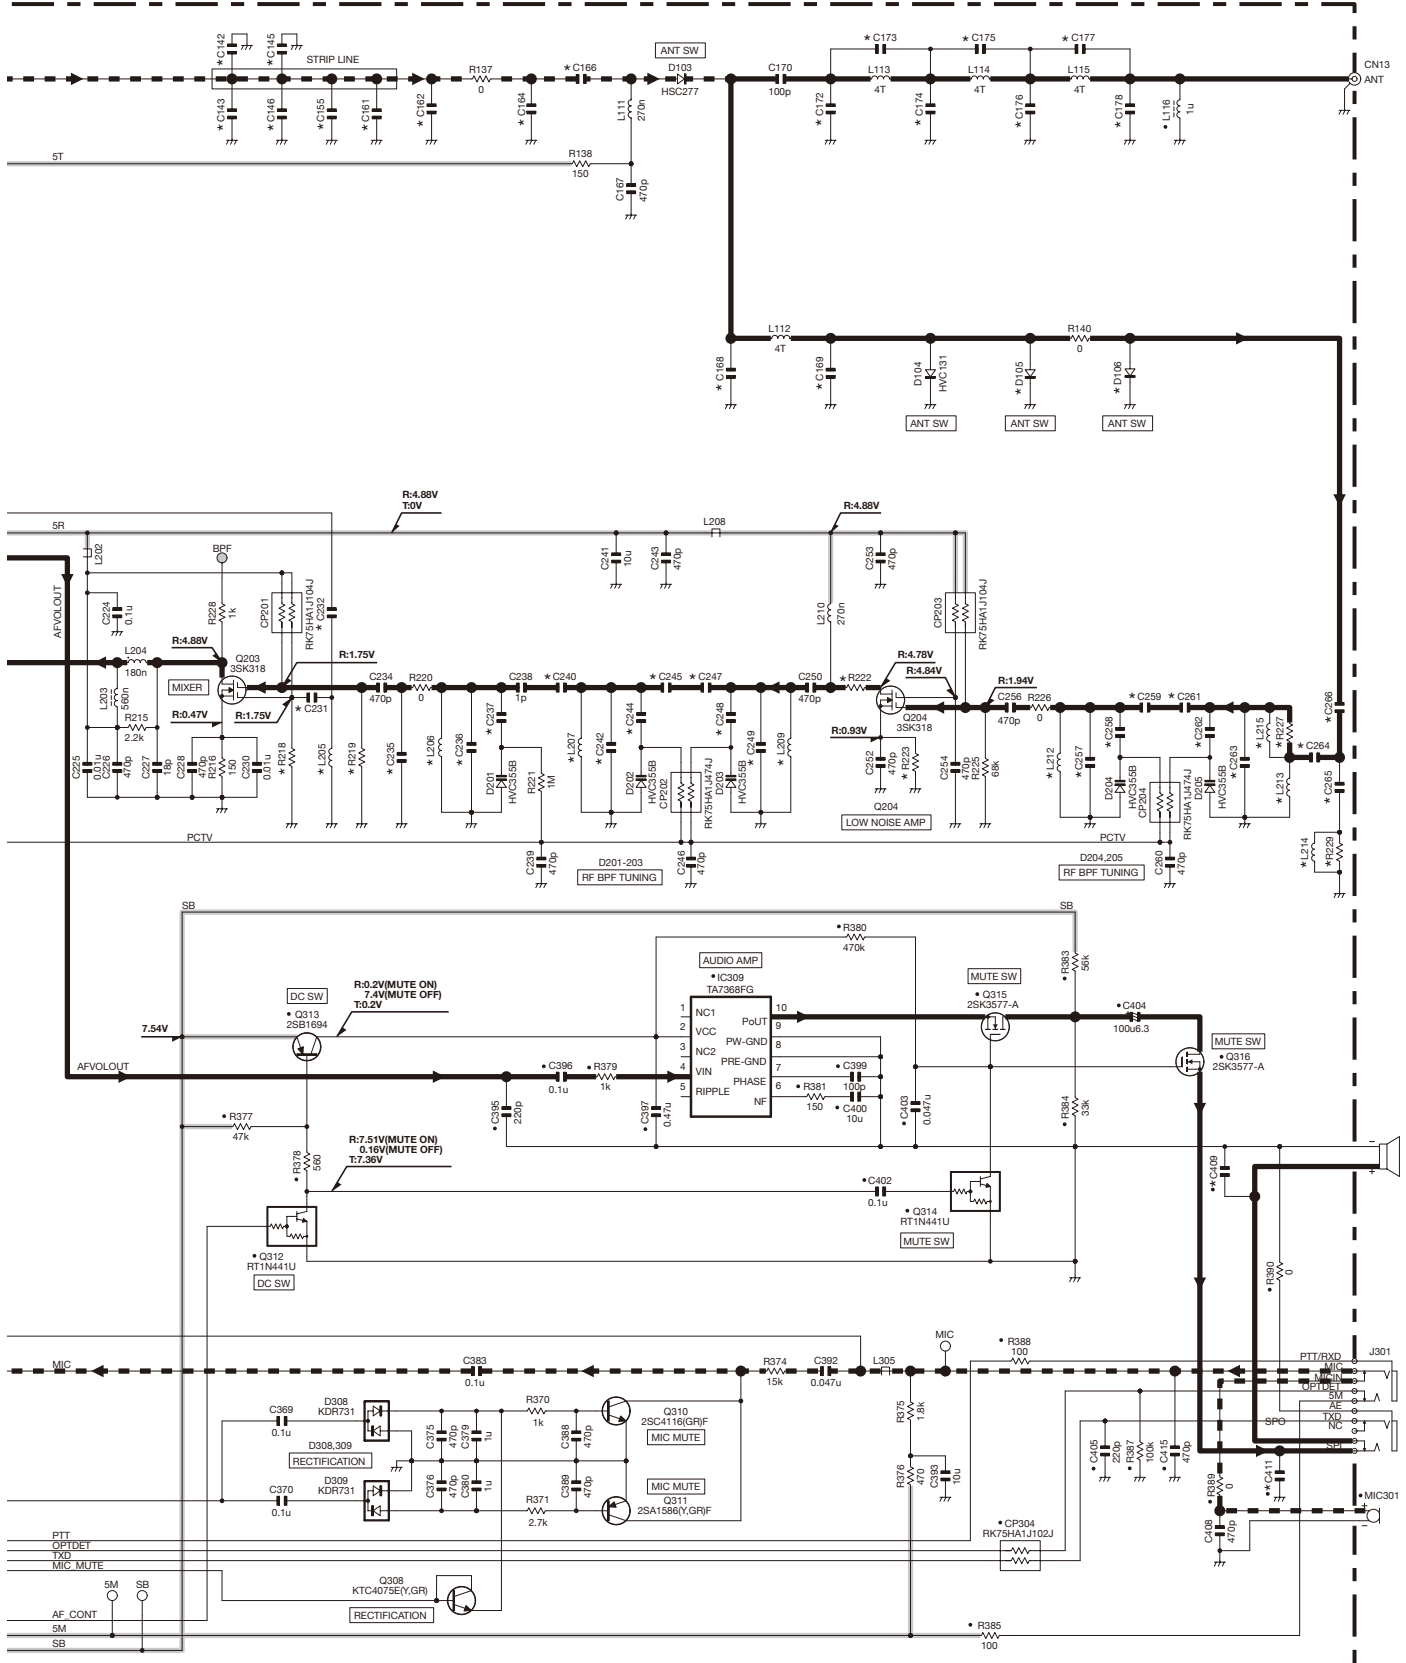 * C142
* C145
STRIP LINE
* C143
* C146
* C155
* C161
* C162
R137
0
* C164
* C166
L111
270n
ANT SW
D103
HSC277
C170
100p
* C173
* C175
* C177
L113
4T
L114
4T
L115
4T
* C172
* C174
* C176
* C178
• L116
1u
CN13
ANT
5T
R138
150
C167
470p
L112
4T
R140
0
* C168
* C169
D104
HVC131
* D105
* D106
ANT SW
ANT SW
ANT SW
R:4.88V
T:0V
R:4.88V
5R
L202
BPF
L208
C241
10u
C243
470p
C253
470p
AFVOLOUT
C224
0.1u
R228
1k
CP201
RK75HA1J104J
* C232
L210
270n
CP203
RK75HA1J104J
L204
180n
R:4.88V
Q203
3SK318
MIXER
R:1.75V
R:0.47V
R:1.75V
* C231
L203
560n
R215
2.2k
C225
0.01u
C226
470p
C227
18p
C228
470p
R216
150
C230
0.01u
* R218
* L205
* R219
C234
470p
R220
0
* C235
* L206
* C236
* C237
C238
1p
* C240
D201
HVC355B
R221
1M
* L207
* C242
* C244
* C245
* C247
* C248
D202
HVC355B
CP202
RK75HA1J474J
D203
HVC355B
* C249
* L209
C250
470p
* R222
R:4.78V
R:4.84V
Q204
3SK318
R:0.93V
C252
470p
* R223
C254
470p
R225
68k
R:1.94V
C256
470p
R226
0
* L212
* C257
* C258
* C259
* C261
* C262
D204
HVC355B
CP204
RK75HA1J474J
D205
HVC355B
* C263
* L215
* R227
* C264
* C266
* L213
* C265
* L214
* R229
Q204
LOW NOISE AMP
PCTV
PCTV
C239
470p
D201-203
RF BPF TUNING
C246
470p
D204,205
RF BPF TUNING
C260
470p
SB
SB
• R380
470k
AUDIO AMP
• IC309
TA7368FG
1 NC1
2 VCC
3 NC2
4 VIN
5 RIPPLE
10 PoUT
9 PW-GND
8 PRE-GND
7 PHASE
6 NF
R:0.2V(MUTE ON)
7.4V(MUTE OFF)
T:0.2V
DC SW
• Q313
2SB1694
7.54V
AFVOLOUT
MUTE SW
• Q315
2SK3577-A
• R383
56k
• C404
100u6.3
MUTE SW
• Q316
2SK3577-A
• C396
0.1u
• R379
1k
• C395
220p
• C397
0.47u
• C399
100p
• R381
150
• C400
10u
• C403
0.047u
• R384
33k
• R377
47k
• R378
560
R:7.51V(MUTE ON)
0.16V(MUTE OFF)
T:7.36V
• C402
0.1u
• Q314
RT1N441U
MUTE SW
•* C409
−
+
• Q312
RT1N441U
DC SW
• R390
0
MIC
C383
0.1u
R374
15k
C392
0.047u
L305
MIC
• R388
100
PTT/RXD
MIC
MICIN
OPTDET
5M
AE
TXD
NC
SPI
SPO
J301
C369
0.1u
D308
KDR731
D308,309
RECTIFICATION
D309
KDR731
C370
0.1u
C375
470p
C379
1u
C376
470p
C380
1u
R370
1k
C388
470p
C389
470p
R371
2.7k
Q310
2SC4116(GR)F
MIC MUTE
MIC MUTE
Q311
2SA1586(Y,GR)F
R375
1.8k
R376
470
C393
10u
• C405
220p
• R387
100k
• C415
470p
• R389
0
•* C411
C408
470p
• MIC301
+
−
• CP304
RK75HA1J102J
PTT
OPTDET
TXD
MIC_MUTE
5M
SB
Q308
KTC4075E(Y,GR)
RECTIFICATION
AF_CONT
5M
SB
• R385
100